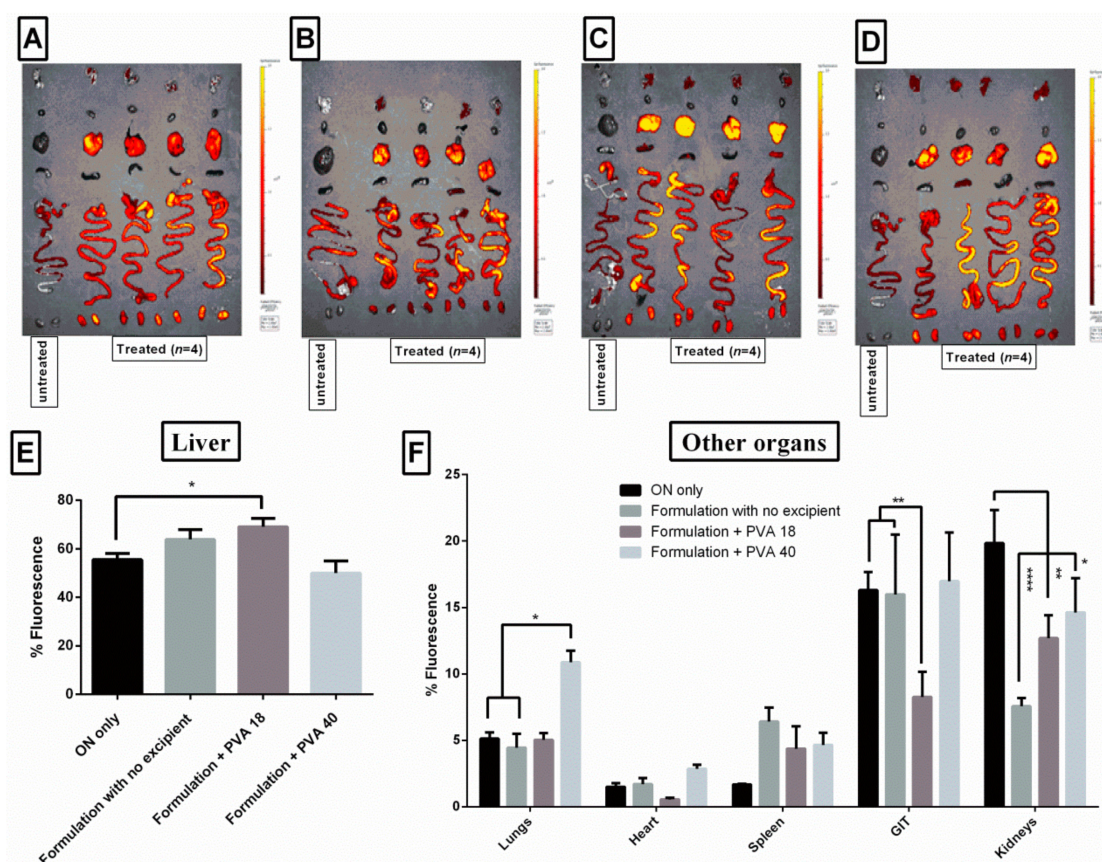 A
B
C
D
untreated
Treated (n=4)
untreated
Treated (n=4)
untreated
Treated (n=4)
untreated
Treated (n=4)
E
Liver
*
80
60
40
20
0
% Fluorescence
ON only
Formulation with no excipient
Formulation + PVA 18
Formulation + PVA 40
F
Other organs
ON only
Formulation with no excipient
Formulation + PVA 18
Formulation + PVA 40
25
20
15
10
5
0
% Fluorescence
*
**
****
**
*
Lungs
Heart
Spleen
GIT
Kidneys